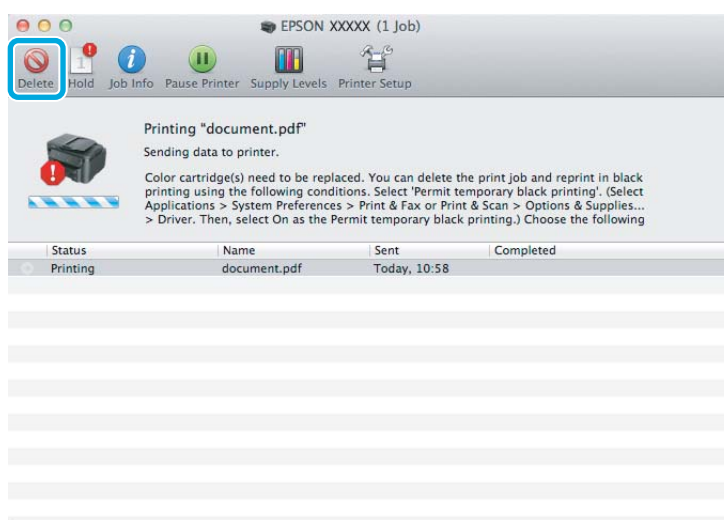 EPSON XXXXX (1 Job)
Delete Hold Job Info Pause Printer Supply Levels Printer Setup
Printing "document.pdf"
Sending data to printer.
Color cartridge(s) need to be replaced. You can delete the print job and reprint in black
printing using the following conditions. Select 'Permit temporary black printing'. (Select
Applications > System Preferences > Print & Fax or Print & Scan > Options & Supplies...
> Driver. Then, select On as the Permit temporary black printing.) Choose the following
Status Name Sent Completed
Printing document.pdf Today, 10:58